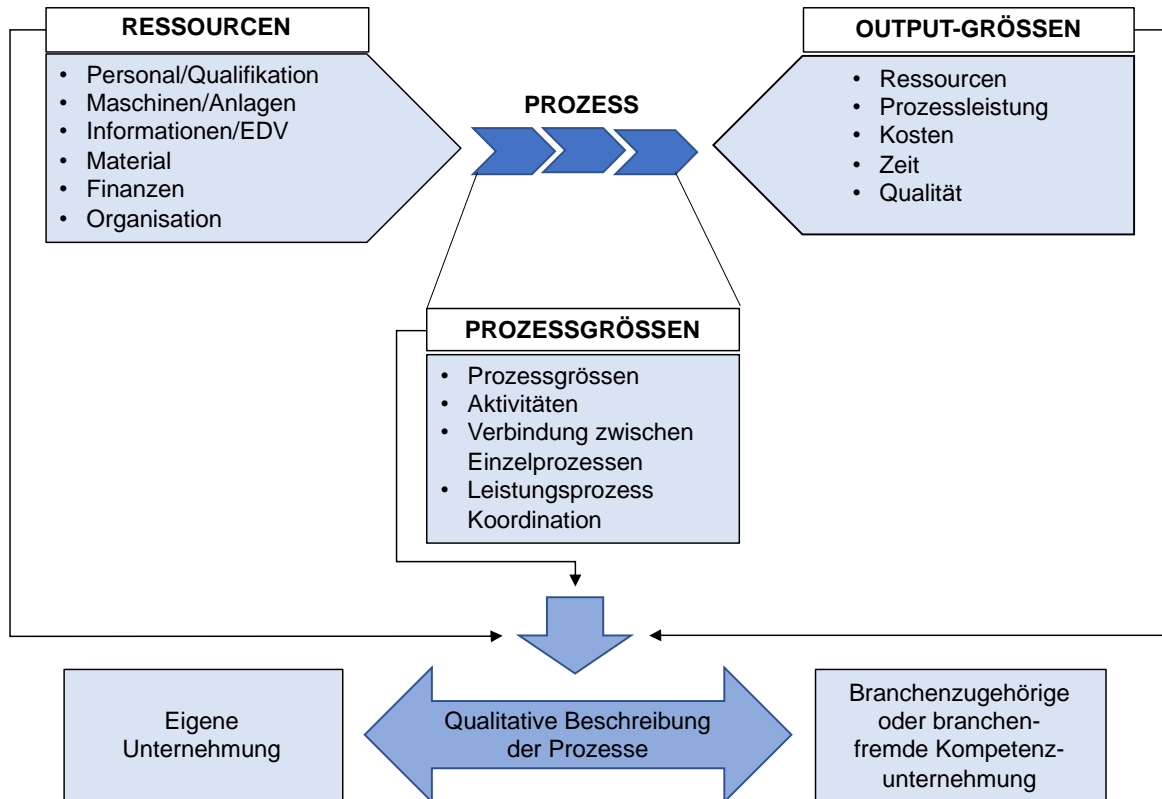 RESSOURCEN
• Personal/Qualifikation
• Maschinen/Anlagen
• Informationen/EDV
• Material
• Finanzen
• Organisation
PROZESS
OUTPUT-GRÖSSEN
• Ressourcen
• Prozessleistung
• Kosten
• Zeit
• Qualität
PROZESSGRÖSSEN
• Prozessgrössen
• Aktivitäten
• Verbindung zwischen
Einzelprozessen
• Leistungsprozess
Koordination
Eigene
Unternehmung
Qualitative Beschreibung
der Prozesse
Branchenzugehörige
oder branchen-
fremde Kompetenz-
unternehmung